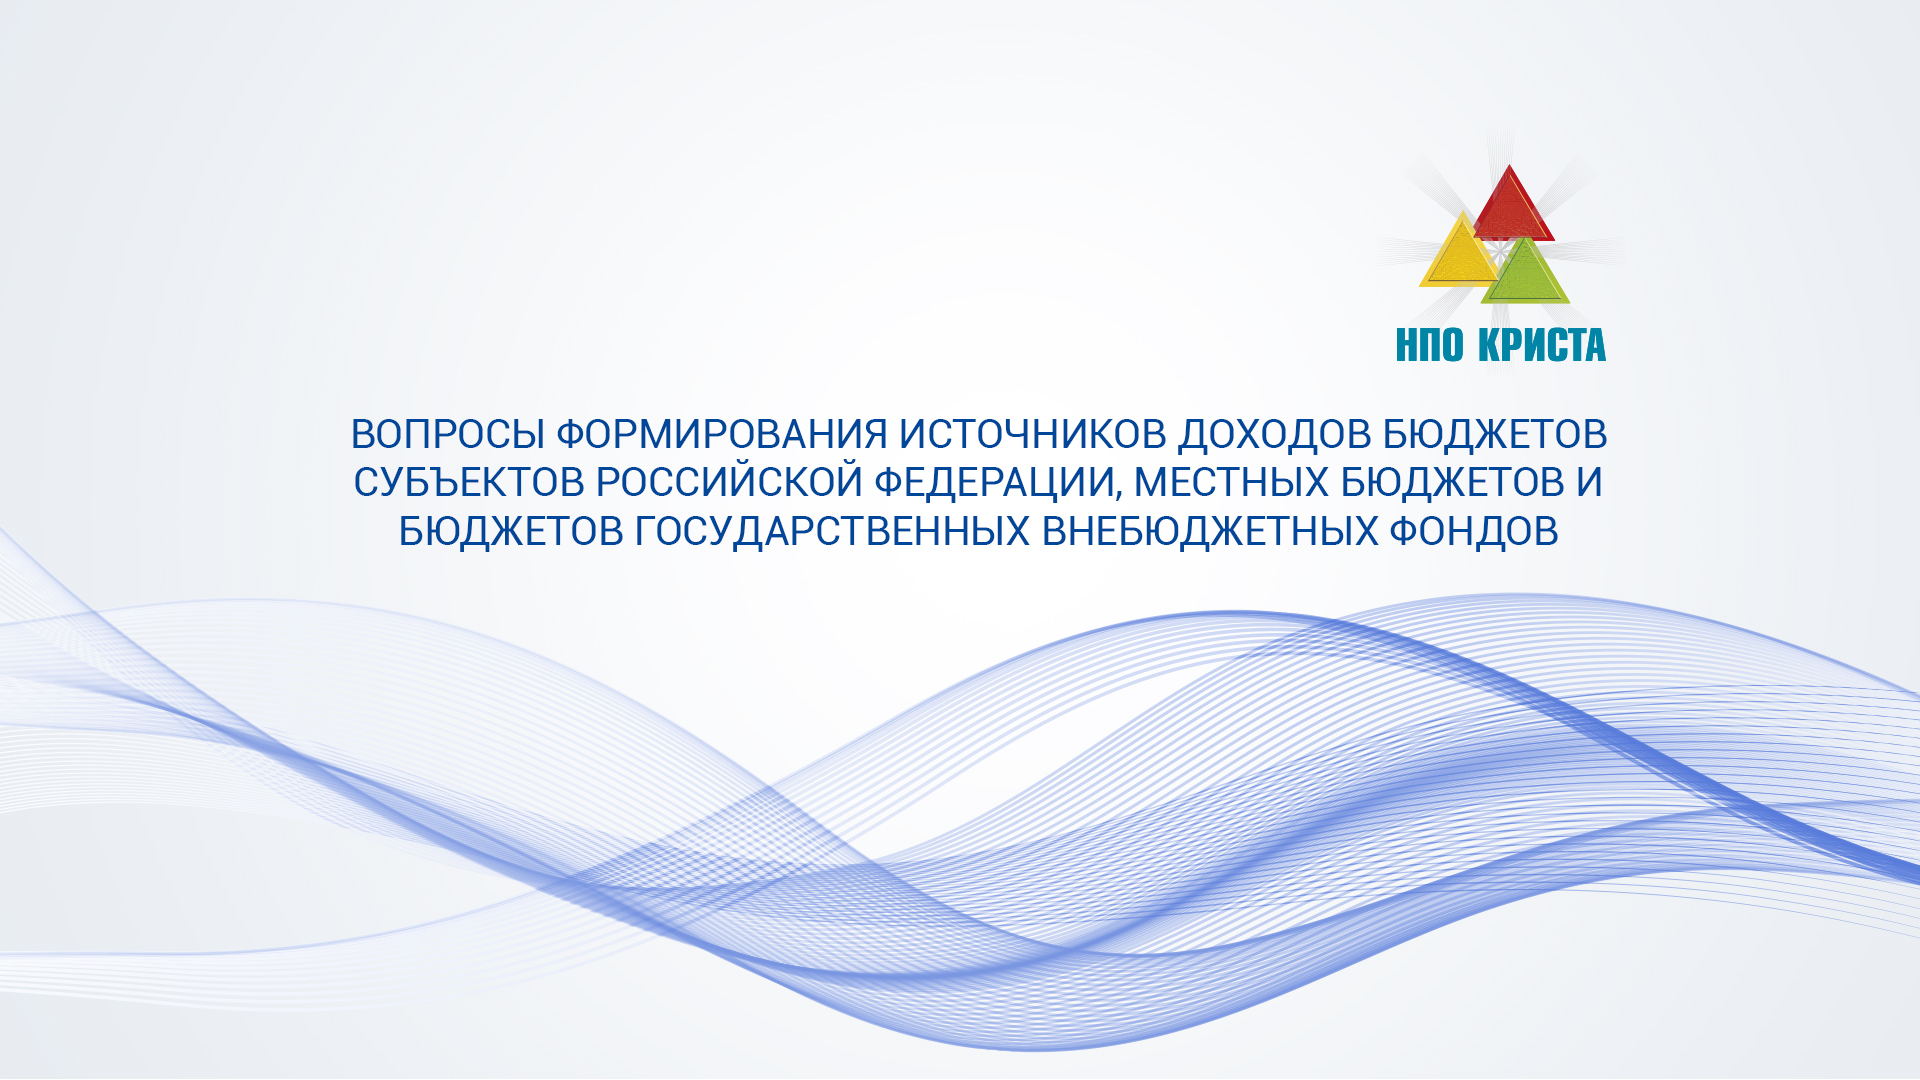 НПО КРИСТА
ВОПРОСЫ ФОРМИРОВАНИЯ ИСТОЧНИКОВ ДОХОДОВ БЮДЖЕТОВ
СУБЪЕКТОВ РОССИЙСКОЙ ФЕДЕРАЦИИ, МЕСТНЫХ БЮДЖЕТОВ И
БЮДЖЕТОВ ГОСУДАРСТВЕННЫХ ВНЕБЮДЖЕТНЫХ ФОНДОВ